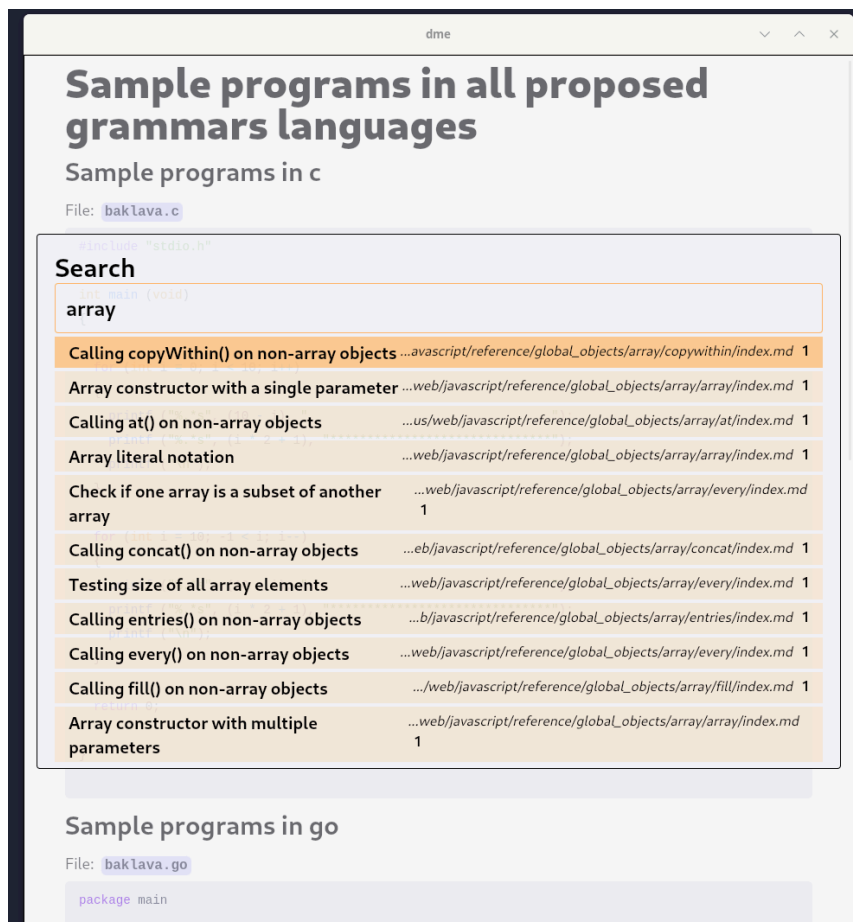 dme
Sample programs in all proposed
grammars languages
Sample programs in c
File: baklava.c
#include "stdio.h"
Search
int main (void)
array
Calling copyWithin() on non-array objects ...avascript/reference/global_objects/array/copywithin/index.md 1
Array constructor with a single parameter ...web/javascript/reference/global_objects/array/array/index.md 1
Calling at() on non-array objects ...us/web/javascript/reference/global_objects/array/at/index.md 1
Array literal notation ...web/javascript/reference/global_objects/array/array/index.md 1
Check if one array is a subset of another ...web/javascript/reference/global_objects/array/every/index.md
array 1
Calling concat() on non-array objects ...eb/javascript/reference/global_objects/array/concat/index.md 1
Testing size of all array elements ...web/javascript/reference/global_objects/array/every/index.md 1
Calling entries() on non-array objects ...b/javascript/reference/global_objects/array/entries/index.md 1
printf ("\n");
Calling every() on non-array objects ...web/javascript/reference/global_objects/array/every/index.md 1
Calling fill() on non-array objects .../web/javascript/reference/global_objects/array/fill/index.md 1
return 0;
Array constructor with multiple ...web/javascript/reference/global_objects/array/array/index.md
parameters 1
Sample programs in go
File: baklava.go
package main